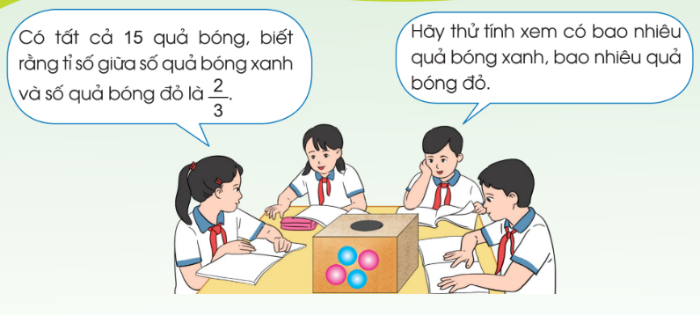 Có tất cả 15 quả bóng, biết
rằng tỉ số giữa số quả bóng xanh
và số quả bóng đỏ là 2/3.
Hãy thử tính xem có bao nhiêu
quả bóng xanh, bao nhiêu quả
bóng đỏ.